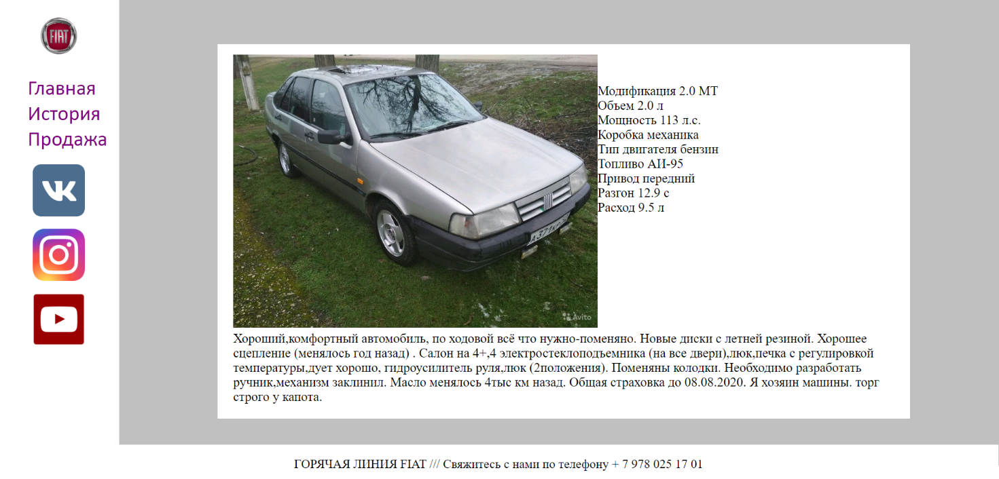 FIAT
Главная
История
Продажа
Модификация 2.0 МТ
Объем 2.0 л
Мощность 113 л.с.
Коробка механика
Тип двигателя бензин
Топливо АИ-95
Привод передний
Разгон 12.9 с
Расход 9.5 л
Avito
Хороший,комфортный автомобиль, по ходовой всё что нужно-поменяно. Новые диски с летней резиной. Хорошее
сцепление (менялось год назад) . Салон на 4+,4 электростеклоподъемника (на все двери),люк,печка с регулировкой
температуры,дует хорошо, гидроусилитель руля,люк (2положения). Поменяны колодки. Необходимо разработать
ручник,механизм заклинил. Масло менялось 4тыс км назад. Общая страховка до 08.08.2020. Я хозяин машины. торг
строго у капота.
ГОРЯЧАЯ ЛИНИЯ FIAT /// Свяжитесь с нами по телефону + 7 978 025 17 01